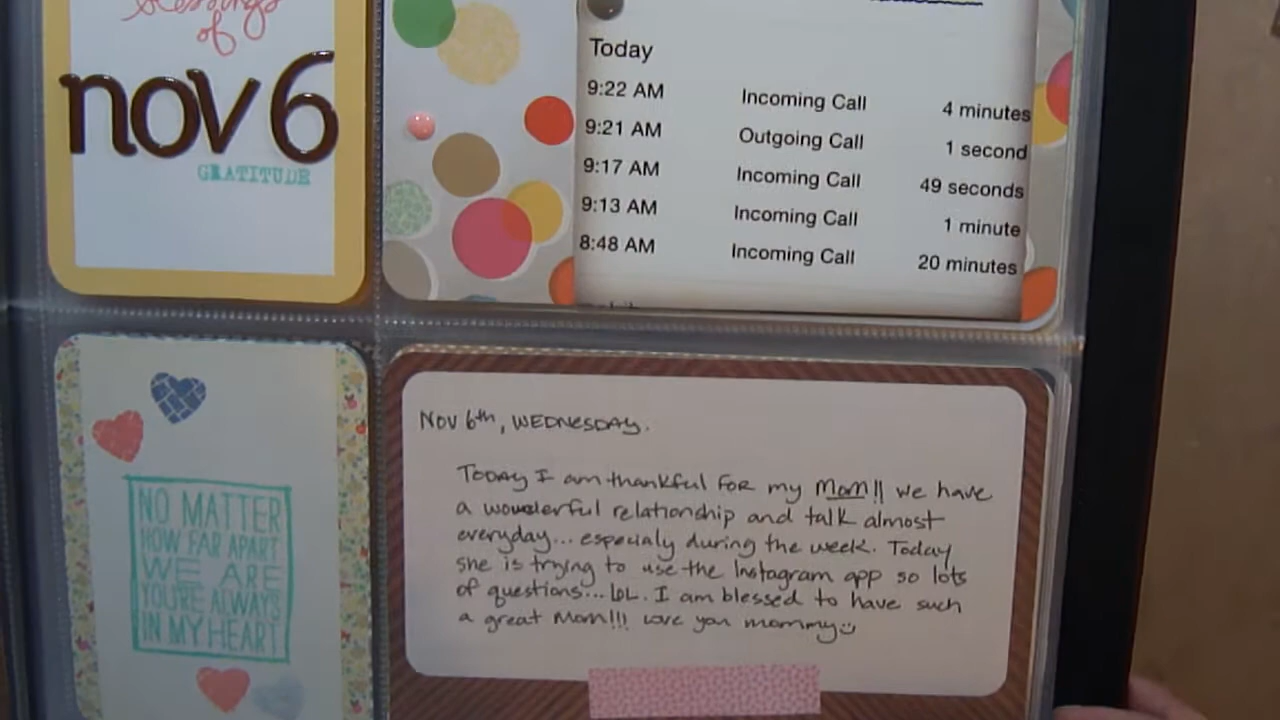 blessings
of
nov 6
GRATITUDE
Today
9:22 AM Incoming Call 4 minutes
9:21 AM Outgoing Call 1 second
9:17 AM Incoming Call 49 seconds
9:13 AM Incoming Call 1 minute
8:48 AM Incoming Call 20 minutes
NO MATTER
HOW FAR APART
WE ARE
YOU'RE ALWAYS
IN MY HEART
Nov 6th, WEDNESDAY.
Today I am thankful for my Mom!! we have
a wonderful relationship and talk almost
everyday... especialy during the week. Today
she is trying to use the Instagram app so lots
of questions... LOL. I am blessed to have such
a great Mom!!! Love you mommy